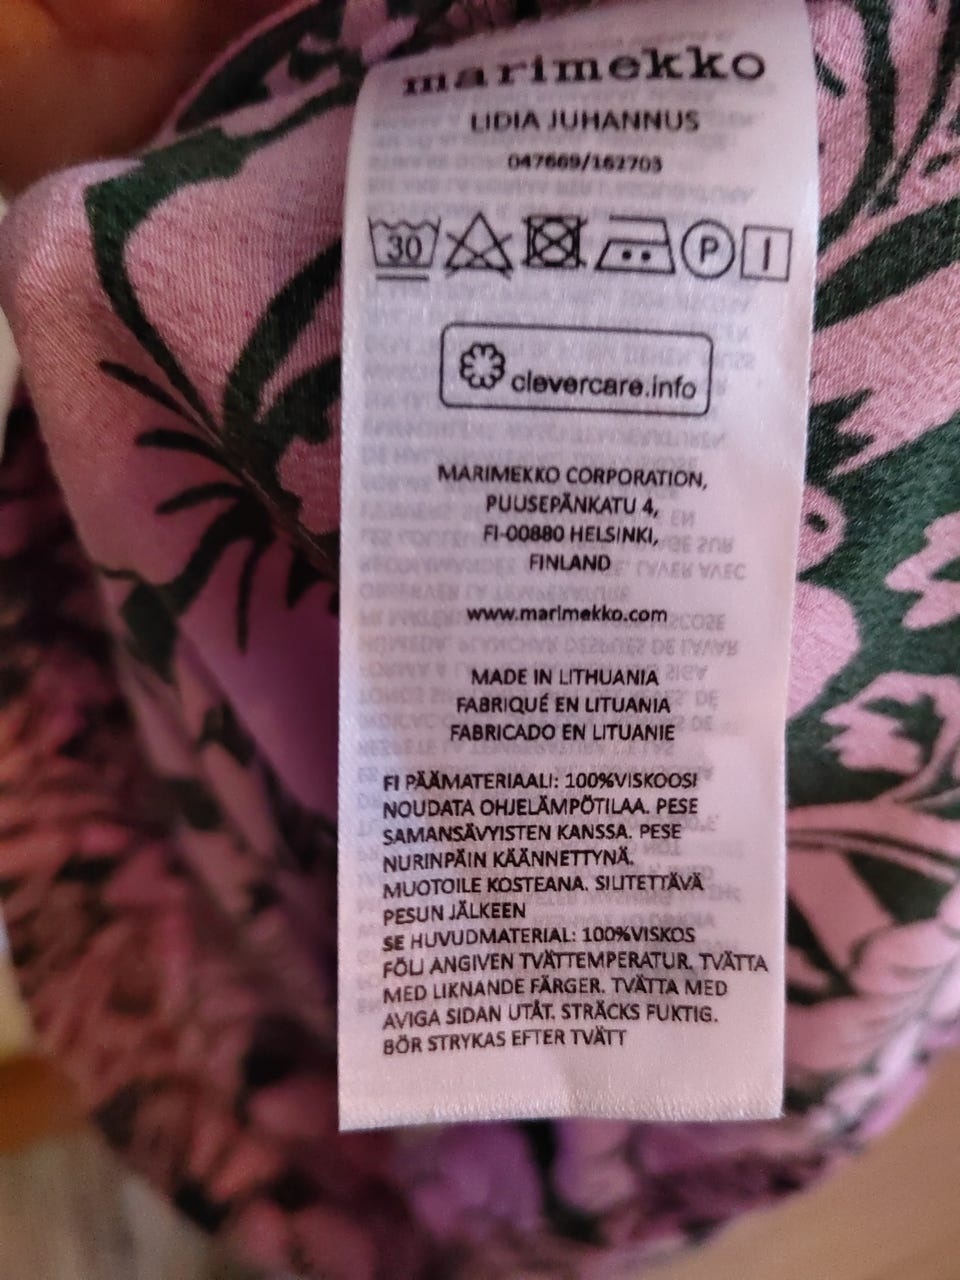 marimekko
LIDIA JUHANNUS
047669/162703
30 P
clevercare.info
MARIMEKKO CORPORATION,
PUUSEPÄNKATU 4,
FI-00880 HELSINKI,
FINLAND
www.marimekko.com
MADE IN LITHUANIA
FABRIQUÉ EN LITUANIA
FABRICADO EN LITUANIE
FI PÄÄMATERIAALI: 100%VISKOOSI
NOUDATA OHJELÄMPÖTILAA. PESE
SAMANSÄVYISTEN KANSSA. PESE
NURINPÄIN KÄÄNNETTYNÄ.
MUOTOILE KOSTEANA. SILITETTÄVÄ
PESUN JÄLKEEN
SE HUVUDMATERIAL: 100%VISKOS
FÖLJ ANGIVEN TVÄTTEMPERATUR. TVÄTTA
MED LIKNANDE FÄRGER. TVÄTTA MED
AVIGA SIDAN UTÅT. STRÄCKS FUKTIG.
BÖR STRYKAS EFTER TVÄTT